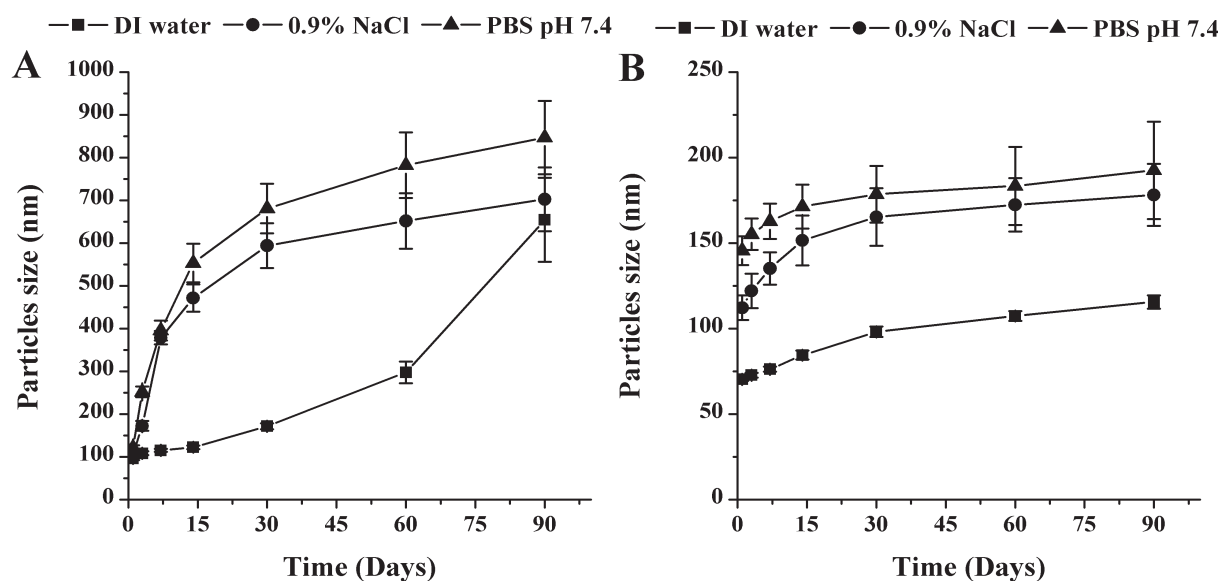 DI water 0.9% NaCl PBS pH 7.4
A
1000
900
800
700
600
500
400
300
200
100
0
0 15 30 45 60 75 90
Particles size (nm)
Time (Days)
DI water 0.9% NaCl PBS pH 7.4
B
250
200
150
100
50
0
0 15 30 45 60 75 90
Particles size (nm)
Time (Days)